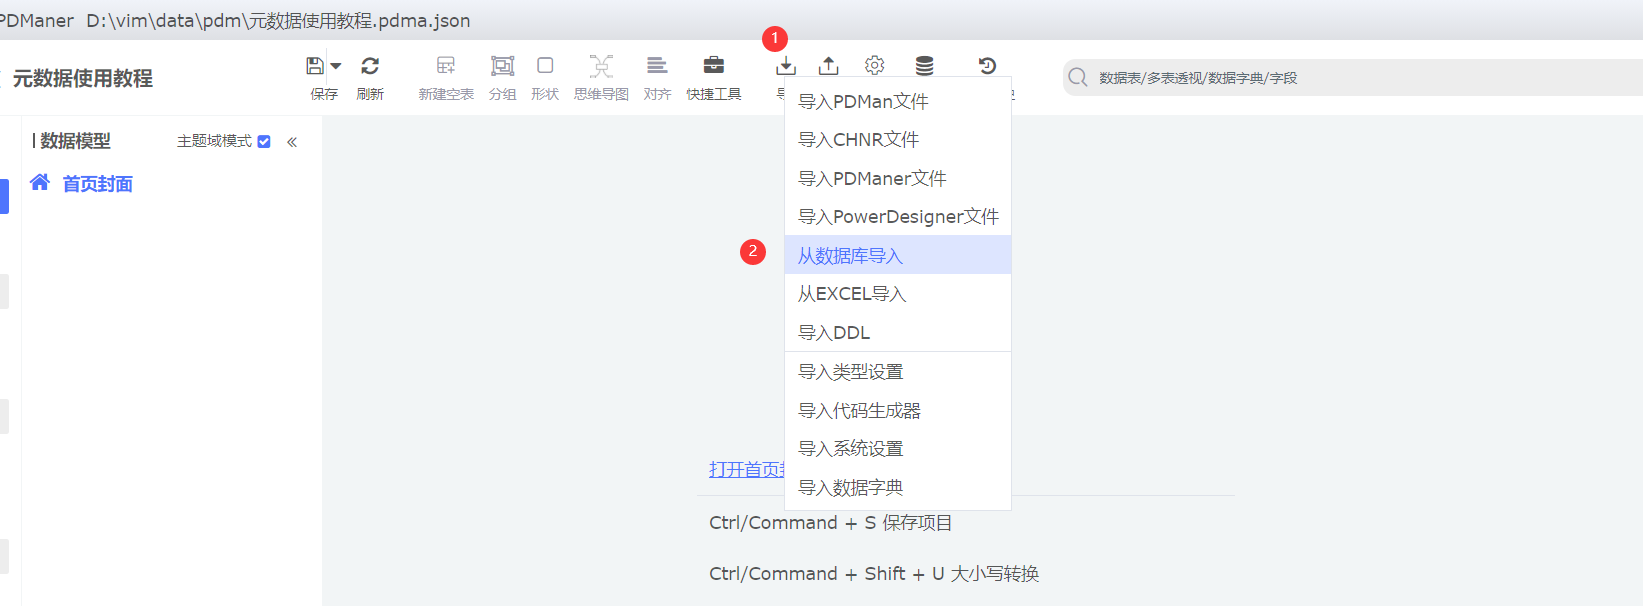 PDManer D:\vim\data\pdm\元数据使用教程.pdma.json
1
元数据使用教程
保存 刷新 新建空表 分组 形状 思维导图 对齐 快捷工具
数据表/多表透视/数据字典/字段
数据模型 主题域模式 «
首页封面
导入PDMan文件
导入CHNR文件
导入PDManer文件
导入PowerDesigner文件
2
从数据库导入
从EXCEL导入
导入DDL
导入类型设置
导入代码生成器
导入系统设置
导入数据字典
打开首页
Ctrl/Command + S 保存项目
Ctrl/Command + Shift + U 大小写转换